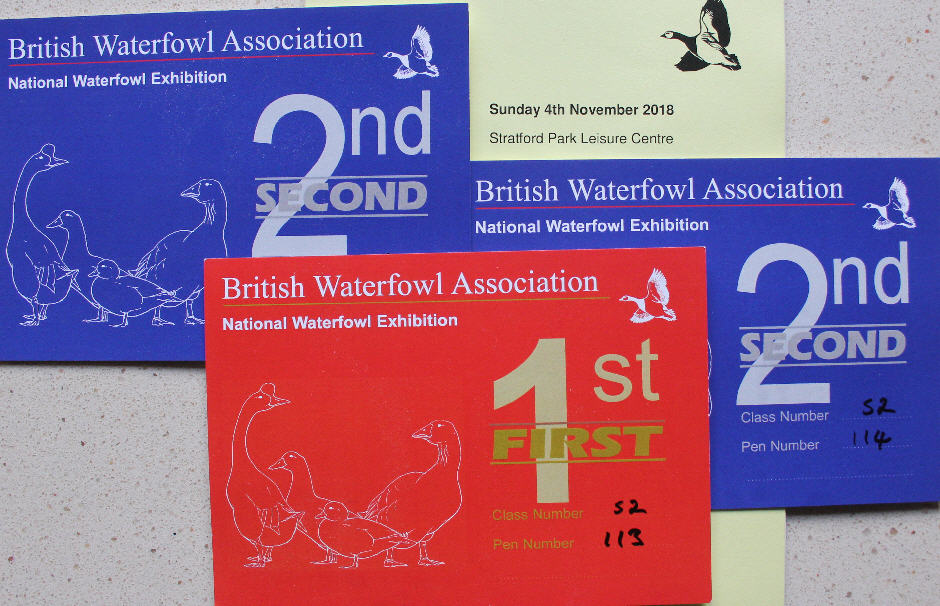 British Waterfowl Association
National Waterfowl Exhibition
2nd
SECOND
Sunday 4th November 2018
Stratford Park Leisure Centre
British Waterfowl Association
National Waterfowl Exhibition
2nd
SECOND
Class Number 52
Pen Number 114
British Waterfowl Association
National Waterfowl Exhibition
1st
FIRST
Class Number 52
Pen Number 113